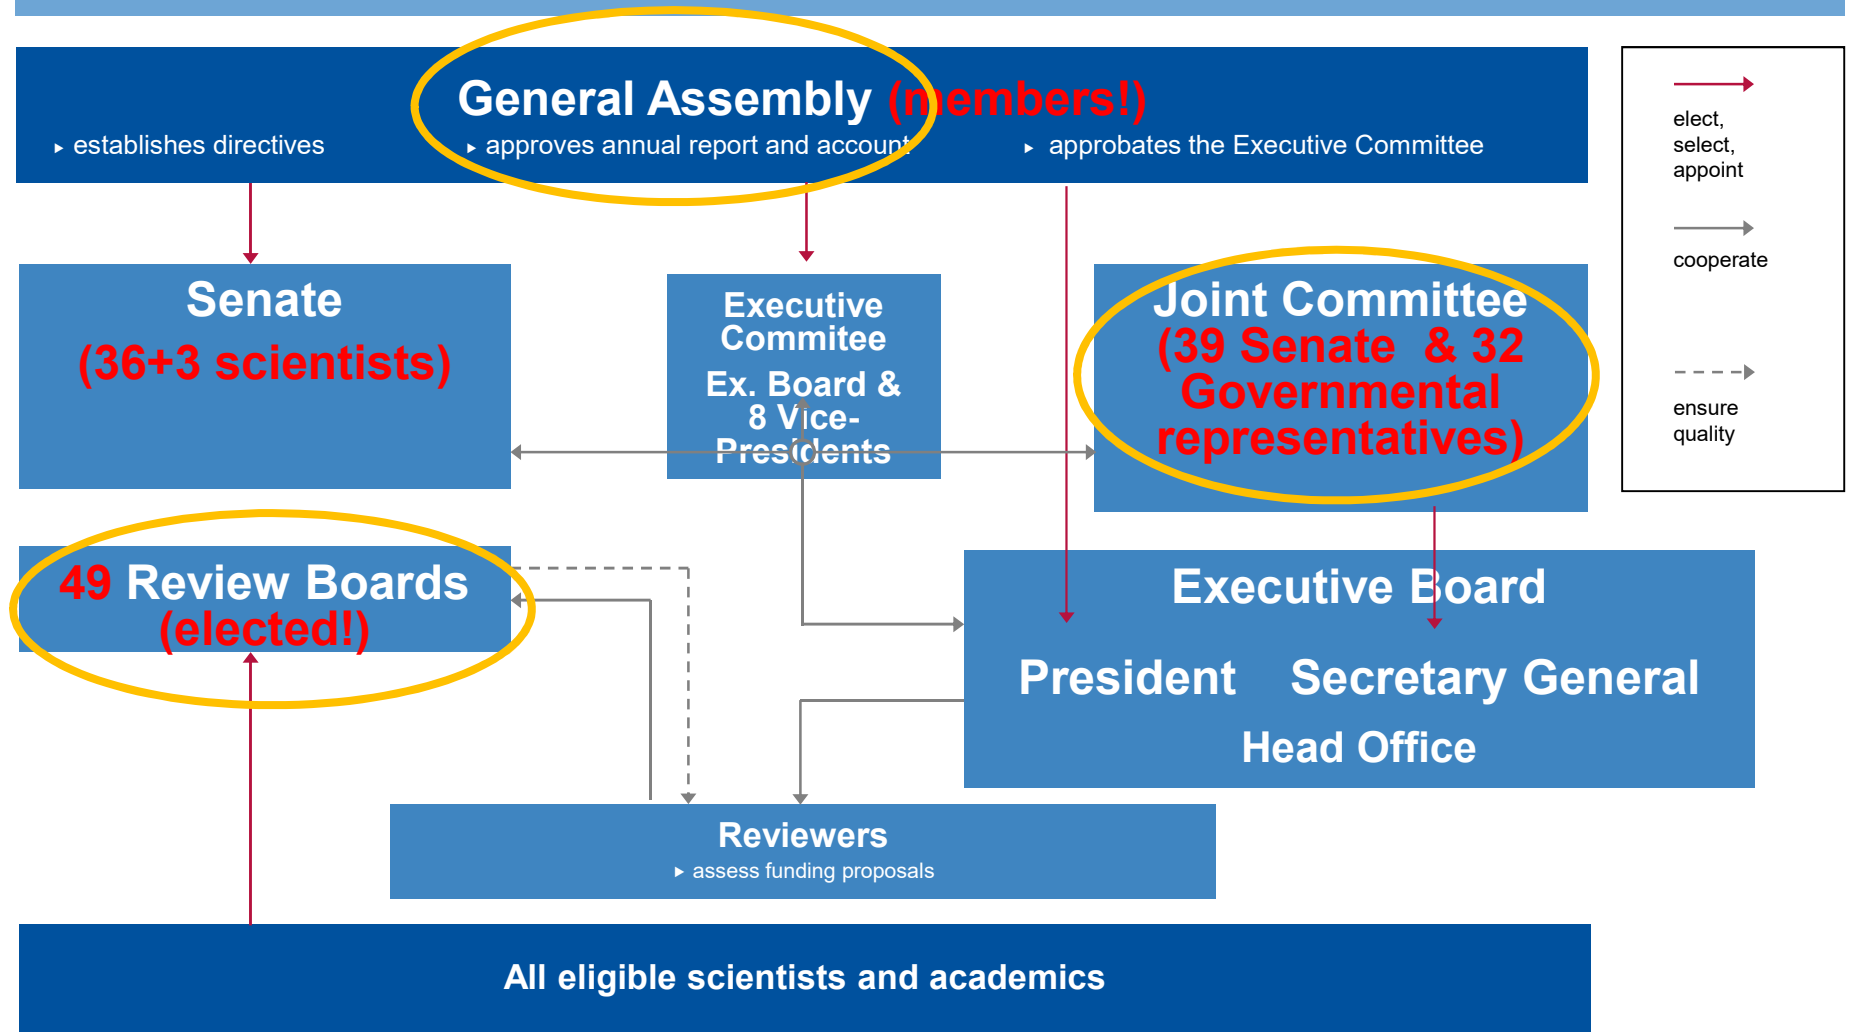 General Assembly (members!)
▸ establishes directives
▸ approves annual report and account
▸ approbates the Executive Committee
elect,
select,
appoint
cooperate
ensure
quality
Senate
(36+3 scientists)
Executive
Commitee
Ex. Board &
8 Vice-
Presidents
Joint Committee
(39 Senate & 32
Governmental
representatives)
49 Review Boards
(elected!)
Executive Board
President Secretary General
Head Office
Reviewers
▸ assess funding proposals
All eligible scientists and academics